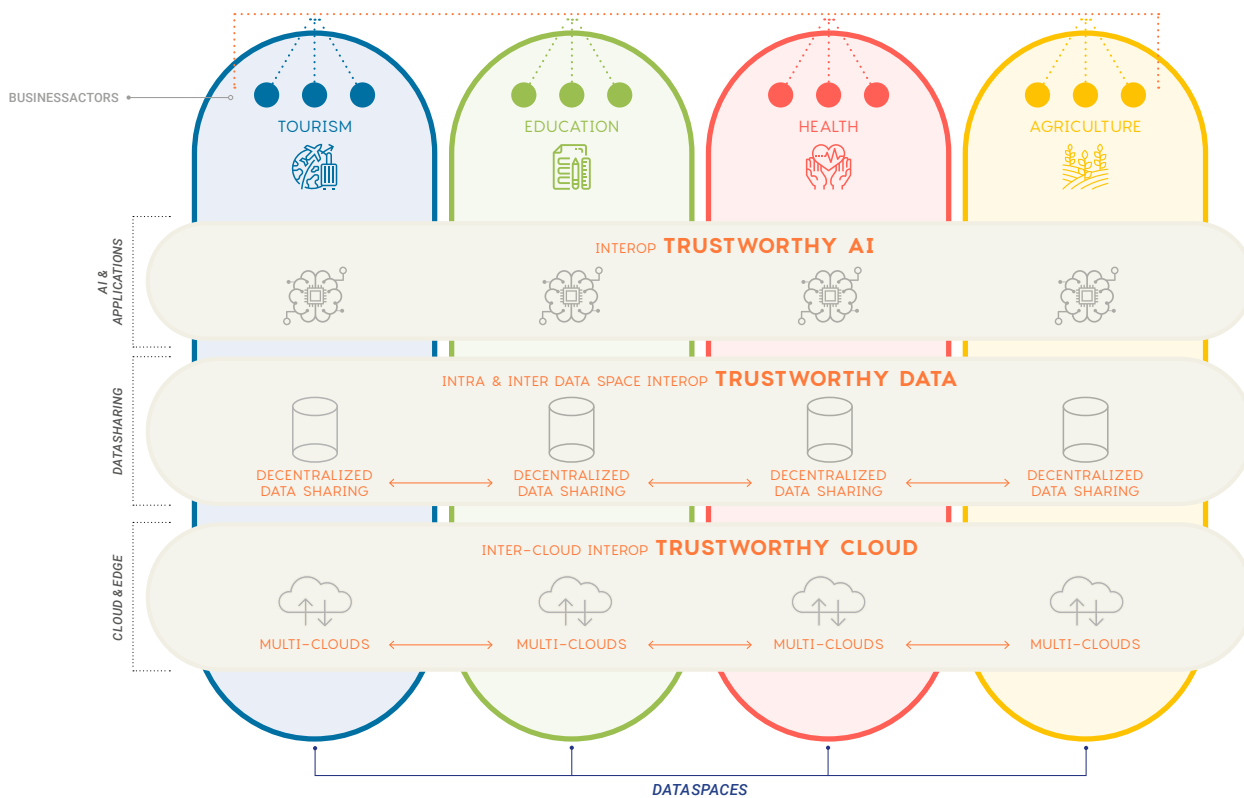 BUSINESSACTORS
TOURISM
EDUCATION
HEALTH
AGRICULTURE
AI &
APPLICATIONS
INTEROP TRUSTWORTHY AI
DATASHARING
INTRA & INTER DATA SPACE INTEROP TRUSTWORTHY DATA
DECENTRALIZED
DATA SHARING
DECENTRALIZED
DATA SHARING
DECENTRALIZED
DATA SHARING
DECENTRALIZED
DATA SHARING
CLOUD & EDGE
INTER-CLOUD INTEROP TRUSTWORTHY CLOUD
MULTI-CLOUDS
MULTI-CLOUDS
MULTI-CLOUDS
MULTI-CLOUDS
DATASPACES